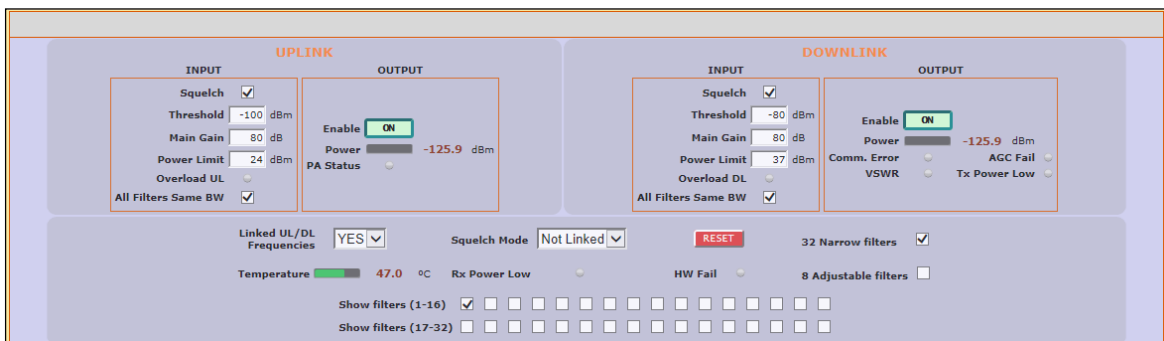 UPLINK
INPUT
OUTPUT
Squelch
Threshold -100 dBm
Main Gain 80 dB
Power Limit 24 dBm
Overload UL
All Filters Same BW
Enable ON
Power -125.9 dBm
PA Status
DOWNLINK
INPUT
OUTPUT
Squelch
Threshold -80 dBm
Main Gain 80 dB
Power Limit 37 dBm
Overload DL
All Filters Same BW
Enable ON
Power -125.9 dBm
Comm. Error AGC Fail
VSWR Tx Power Low
Linked UL/DL
Frequencies YES
Squelch Mode Not Linked
RESET
32 Narrow filters
Temperature 47.0 ºC
Rx Power Low
HW Fail
8 Adjustable filters
Show filters (1-16)
Show filters (17-32)